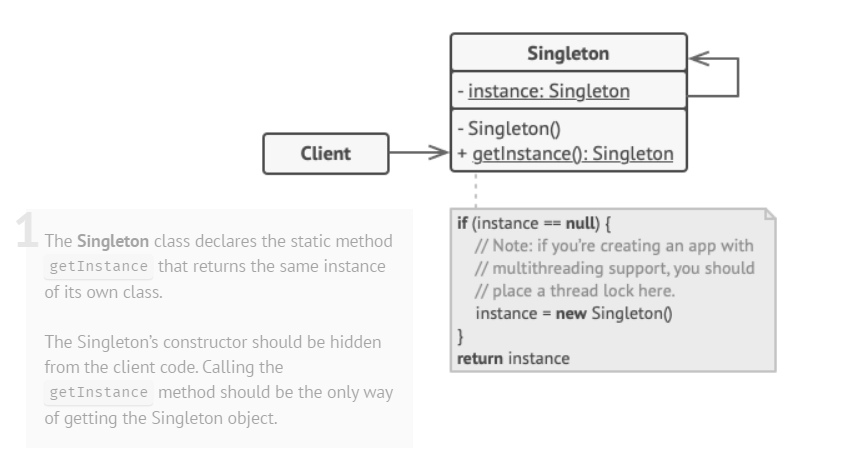 Singleton
- instance: Singleton
- Singleton()
+ getInstance(): Singleton
Client
1
The Singleton class declares the static method
getInstance that returns the same instance
of its own class.
The Singleton’s constructor should be hidden
from the client code. Calling the
getInstance method should be the only way
of getting the Singleton object.
if (instance == null) {
// Note: if you’re creating an app with
// multithreading support, you should
// place a thread lock here.
instance = new Singleton()
}
return instance